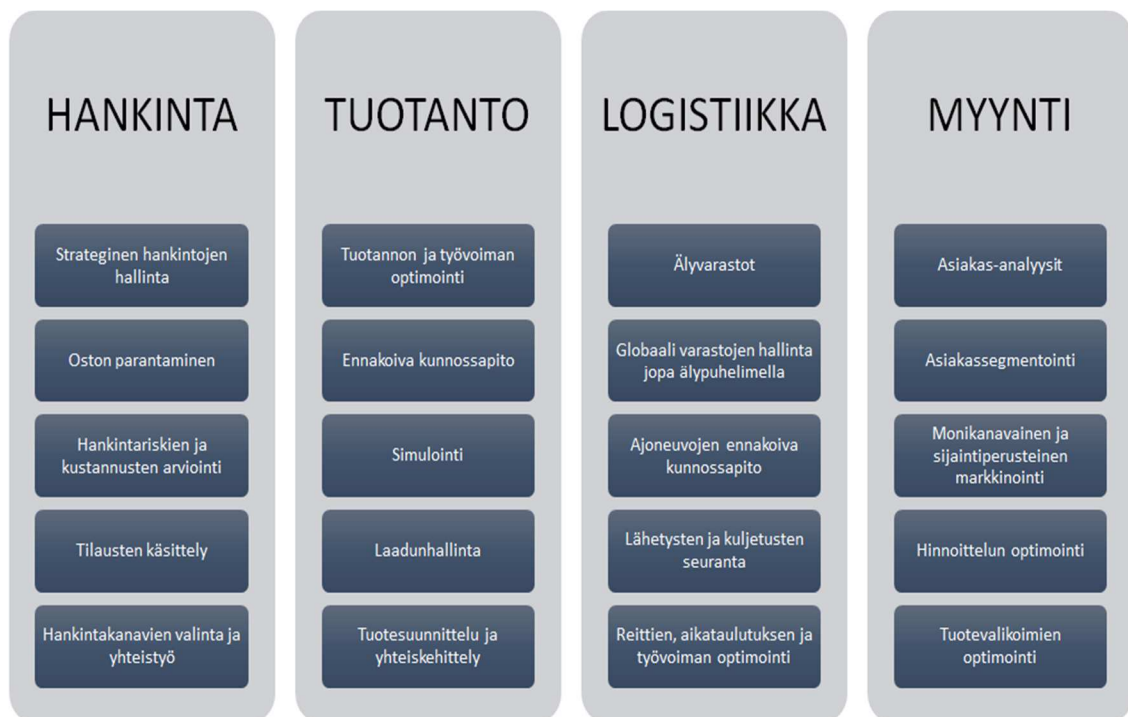 HANKINTA
Strateginen hankintojen
hallinta
Oston parantaminen
Hankintariskien ja
kustannusten arviointi
Tilausten käsittely
Hankintakanavien valinta ja
yhteistyö
TUOTANTO
Tuotannon ja työvoiman
optimointi
Ennakoiva kunnossapito
Simulointi
Laadunhallinta
Tuotesuunnittelu ja
yhteiskehittely
LOGISTIIKKA
Älyvarastot
Globaali varastojen hallinta
jopa älypuhelimella
Ajoneuvojen ennakoiva
kunnossapito
Lähetysten ja kuljetusten
seuranta
Reittien, aikataulutuksen ja
työvoiman optimointi
MYYNTI
Asiakas-analyysit
Asiakassegmentointi
Monikanavainen ja
sijaintiperusteinen
markkinointi
Hinnoittelun optimointi
Tuotevalikoimien
optimointi